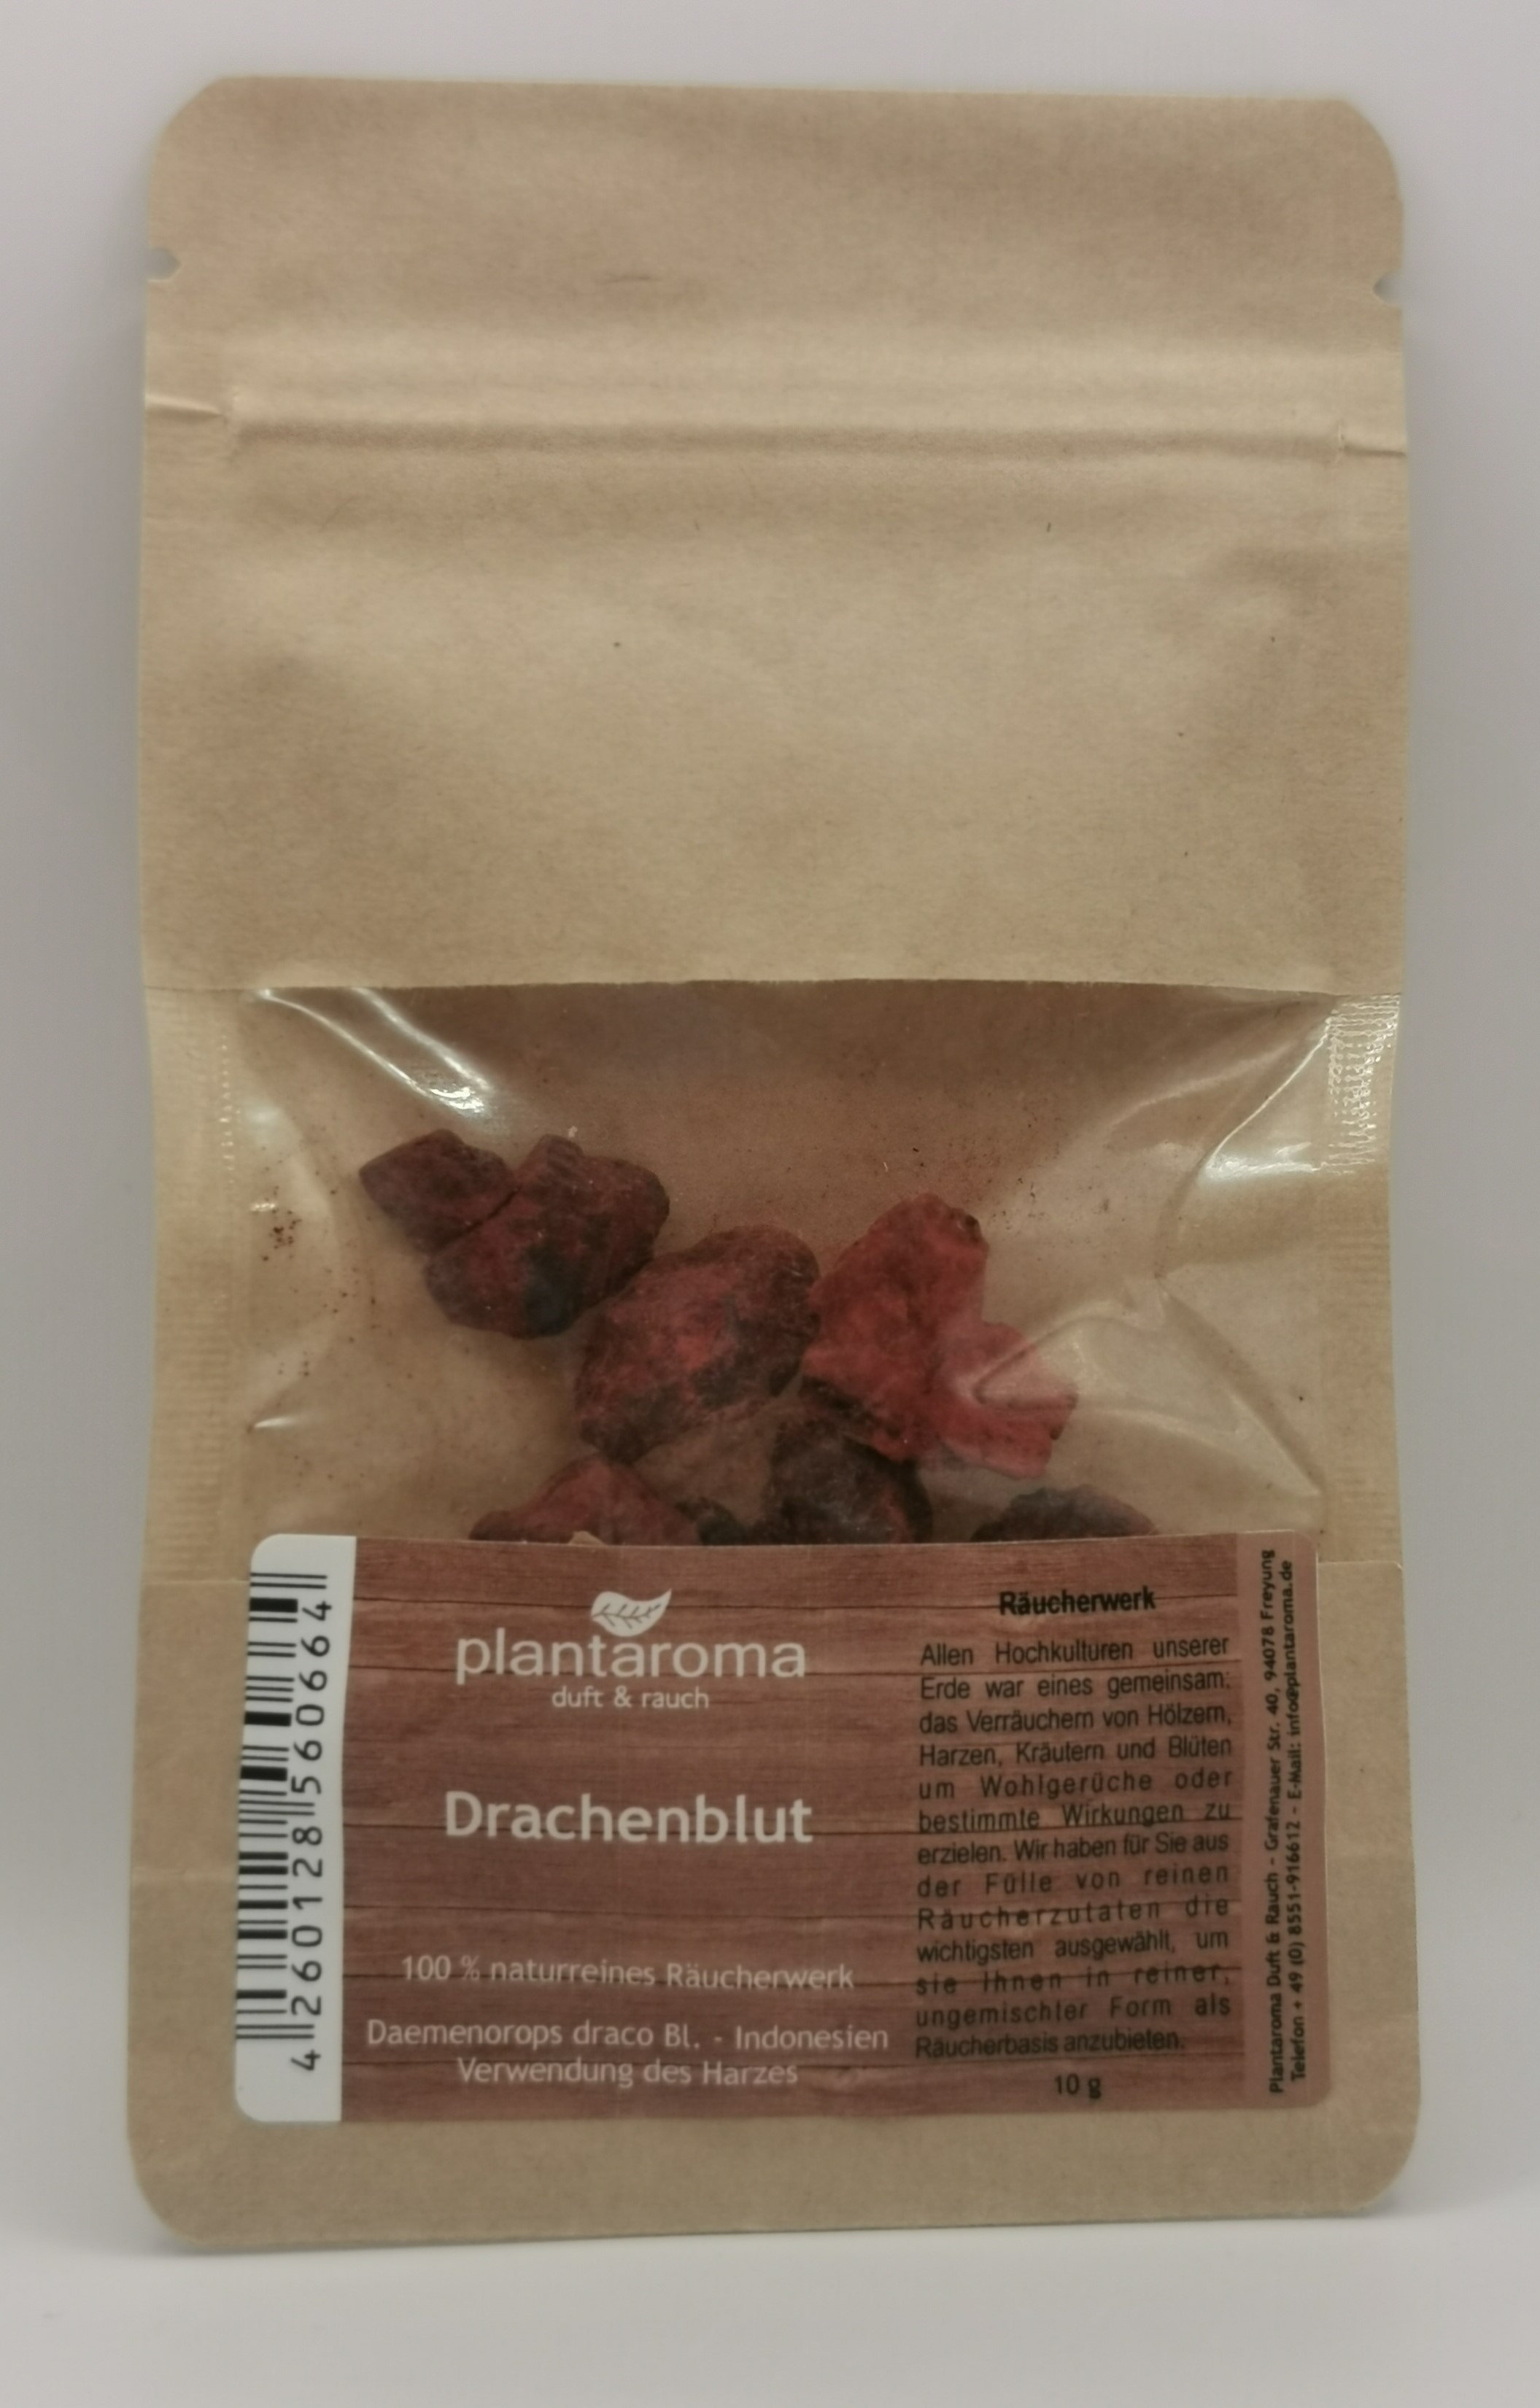 plantaroma
duft & rauch
Drachenblut
100 % naturreines Räucherwerk
Daemenorops draco Bl. - Indonesien
Verwendung des Harzes
Räucherwerk
Allen Hochkulturen unserer
Erde war eines gemeinsam:
das Verräuchern von Hölzern,
Harzen, Kräutern und Blüten
um Wohlgerüche oder
bestimmte Wirkungen zu
erzielen. Wir haben für Sie aus
der Fülle von reinen
Räucherzutaten die
wichtigsten ausgewählt, um
sie Ihnen in reiner,
ungemischter Form als
Räucherbasis anzubieten.
10 g
Plantaroma Duft & Rauch - Grafenauer Str. 40, 94078 Freyung
Telefon + 49 (0) 8551-916612 - E-Mail: info@plantaroma.de
4 260128 560664